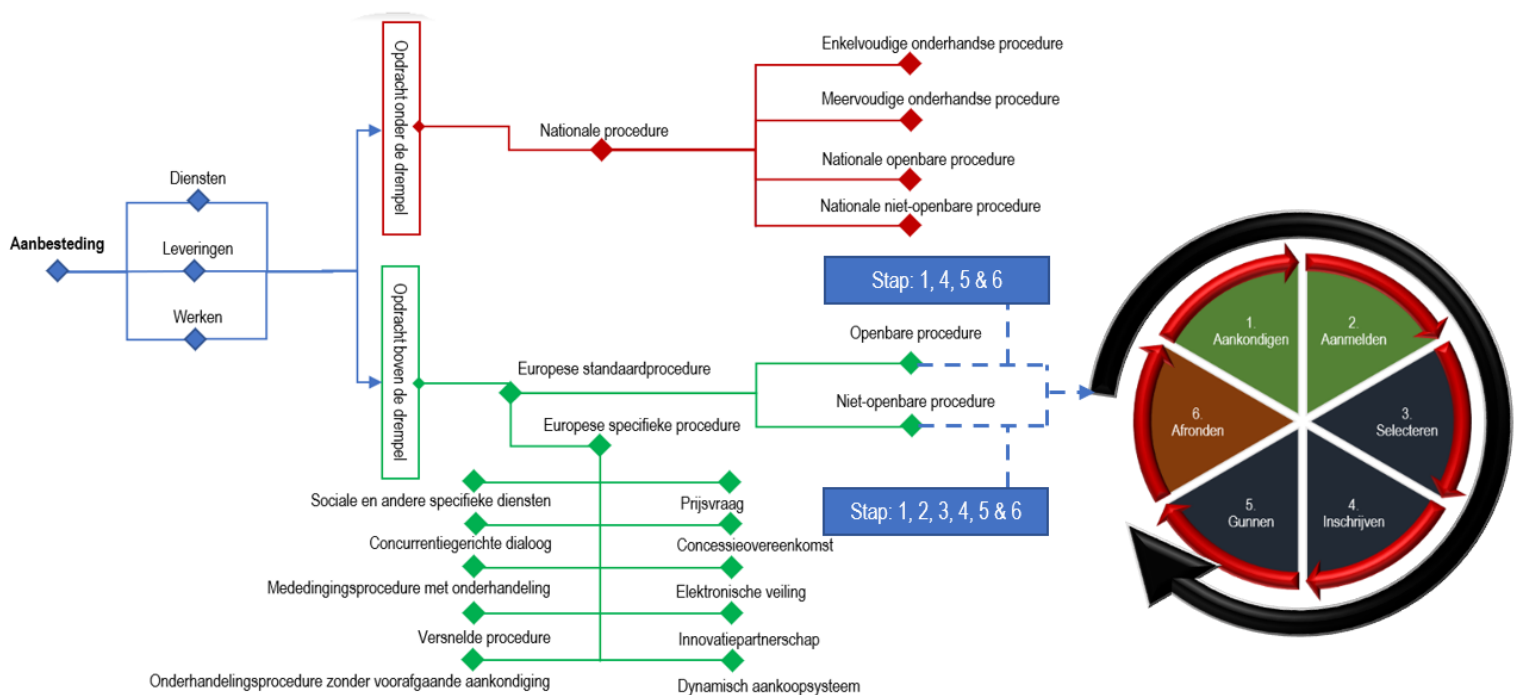 Aanbesteding
Diensten
Leveringen
Werken
Opdracht onder de drempel
Nationale procedure
Enkelvoudige onderhandse procedure
Meervoudige onderhandse procedure
Nationale openbare procedure
Nationale niet-openbare procedure
Opdracht boven de drempel
Europese standaardprocedure
Europese specifieke procedure
Stap: 1, 4, 5 & 6
Openbare procedure
Niet-openbare procedure
Stap: 1, 2, 3, 4, 5 & 6
Sociale en andere specifieke diensten
Prijsvraag
Concurrentiegerichte dialoog
Concessieovereenkomst
Mededingingsprocedure met onderhandeling
Elektronische veiling
Versnelde procedure
Innovatiepartnerschap
Onderhandelingsprocedure zonder voorafgaande aankondiging
Dynamisch aankoopsysteem
1.
Aankondigen
2.
Aanmelden
3.
Selecteren
4.
Inschrijven
5.
Gunnen
6.
Afronden